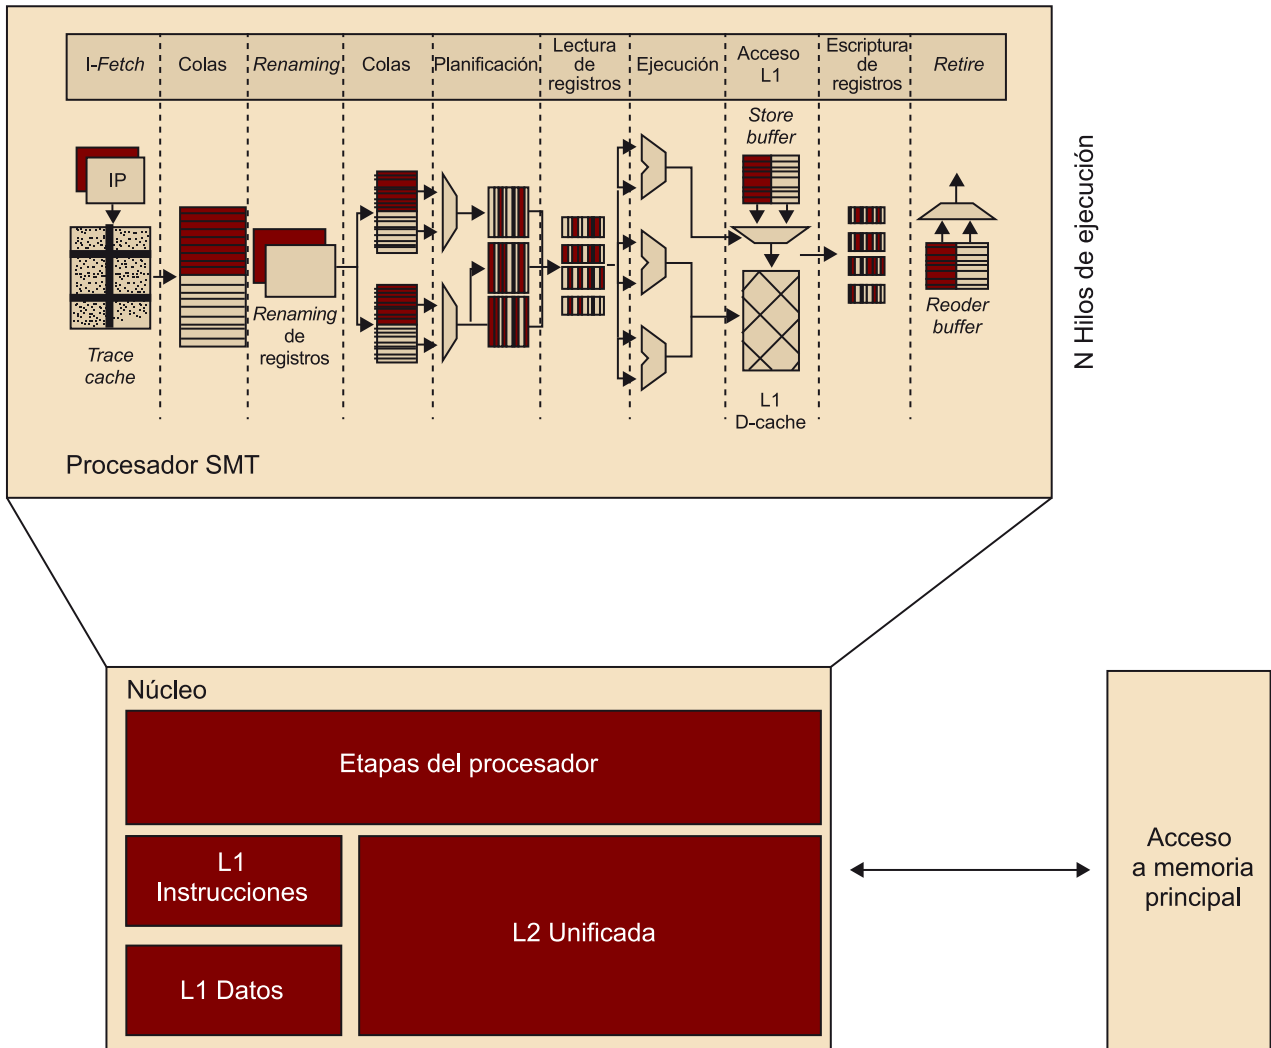 I-Fetch
Colas
Renaming
Colas
Planificación
Lectura
de
registros
Ejecución
Acceso
L1
Escriptura
de
registros
Retire
IP
Trace
cache
Renaming
de
registros
Store
buffer
L1
D-cache
Reoder
buffer
Procesador SMT
N Hilos de ejecución
Núcleo
Etapas del procesador
L1
Instrucciones
L1 Datos
L2 Unificada
Acceso
a memoria
principal